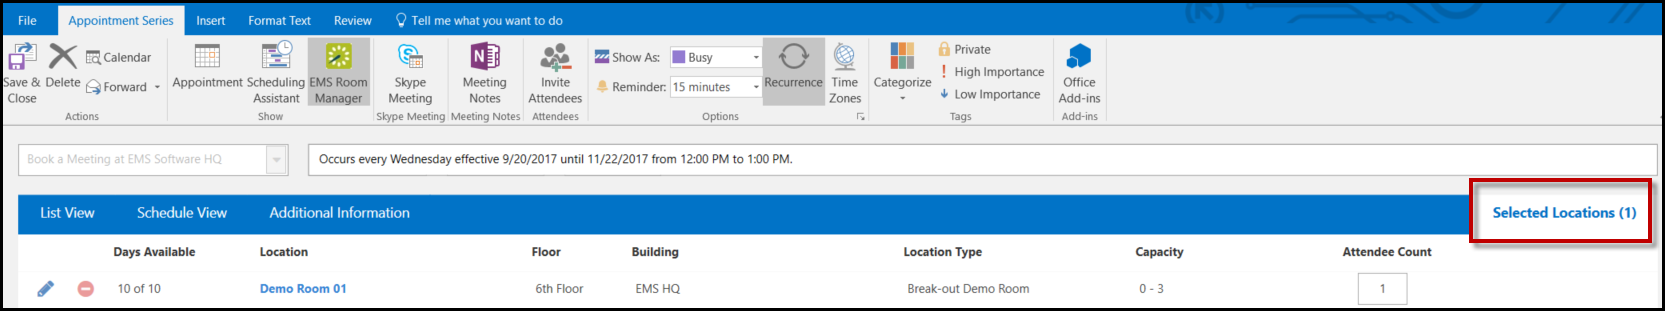 File Appointment Series Insert Format Text Review Tell me what you want to do
Save & Close
Delete
Calendar
Forward
Actions
Appointment
Scheduling Assistant
EMS Room Manager
Show
Skype Meeting
Skype Meeting
Meeting Notes
Meeting Notes
Invite Attendees
Attendees
Show As: Busy
Reminder: 15 minutes
Recurrence
Time Zones
Options
Categorize
Private
High Importance
Low Importance
Tags
Office Add-ins
Add-ins
Book a Meeting at EMS Software HQ
Occurs every Wednesday effective 9/20/2017 until 11/22/2017 from 12:00 PM to 1:00 PM.
List View Schedule View Additional Information Selected Locations (1)
Days Available Location Floor Building Location Type Capacity Attendee Count
10 of 10 Demo Room 01 6th Floor EMS HQ Break-out Demo Room 0 - 3 1